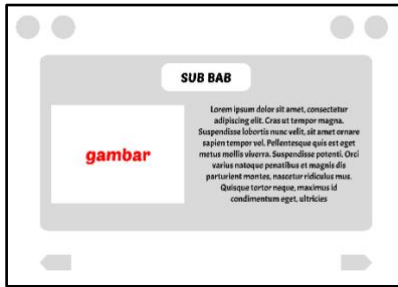 SUB BAB
gambar
Lorem ipsum dolor sit amet, consectetur
adipiscing elit. Cras ut tempor magna.
Suspendisse lobortis nunc velit, sit amet ornare
sapien tempor vel. Pellentesque quis est eget
metus mollis viverra. Suspendisse potenti. Orci
varius natoque penatibus et magnis dis
parturient montes, nascetur ridiculus mus.
Quisque tortor neque, maximus id
condimentum eget, ultricies